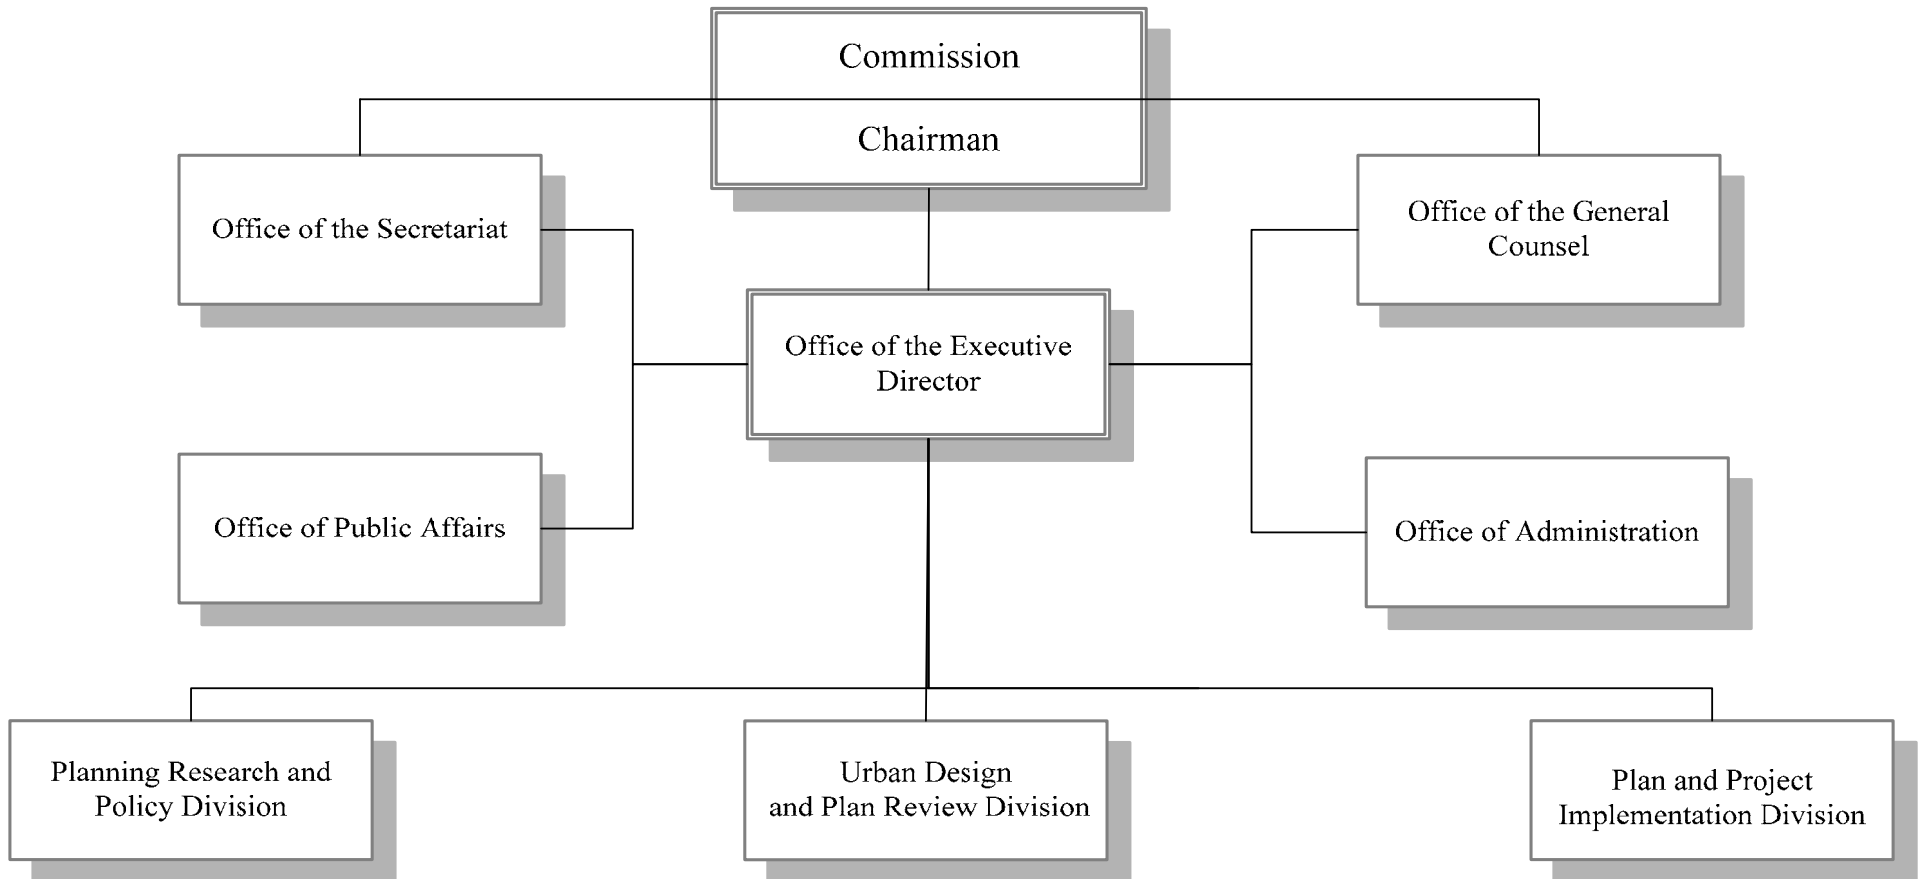 Commission
Chairman
Office of the Secretariat
Office of the General
Counsel
Office of the Executive
Director
Office of Public Affairs
Office of Administration
Planning Research and
Policy Division
Urban Design
and Plan Review Division
Plan and Project
Implementation Division